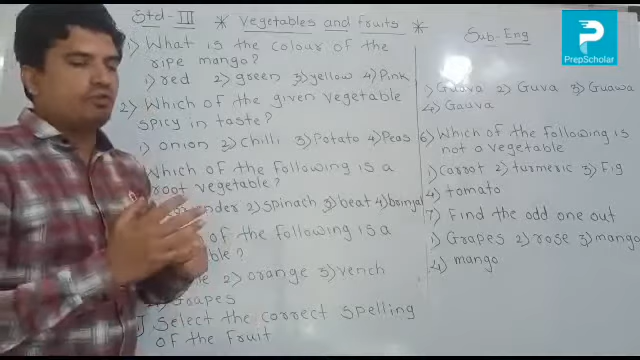 Std-III * Vegetables and Fruits *
Sub-Eng
PrepScholar
1) What is the colour of the
ripe mango?
1) red 2) green 3) yellow 4) Pink
2) Which of the given vegetable
spicy in taste?
1) onion 2) chilli 3) Potato 4) Peas
Which of the following is a
root vegetable?
nder 2) spinach 3) beat 4) brinjal
of the following is a
ble?
2) orange 3) vench
Grapes
Select the correct spelling
of the Fruit
1) Guava 2) Guva 3) Guawa
4) Gauva
6) Which of the following is
not a vegetable
1) carrot 2) turmeric 3) Fig
4) tomato
7) Find the odd one out
1) Grapes 2) rose 3) mango
4) mango